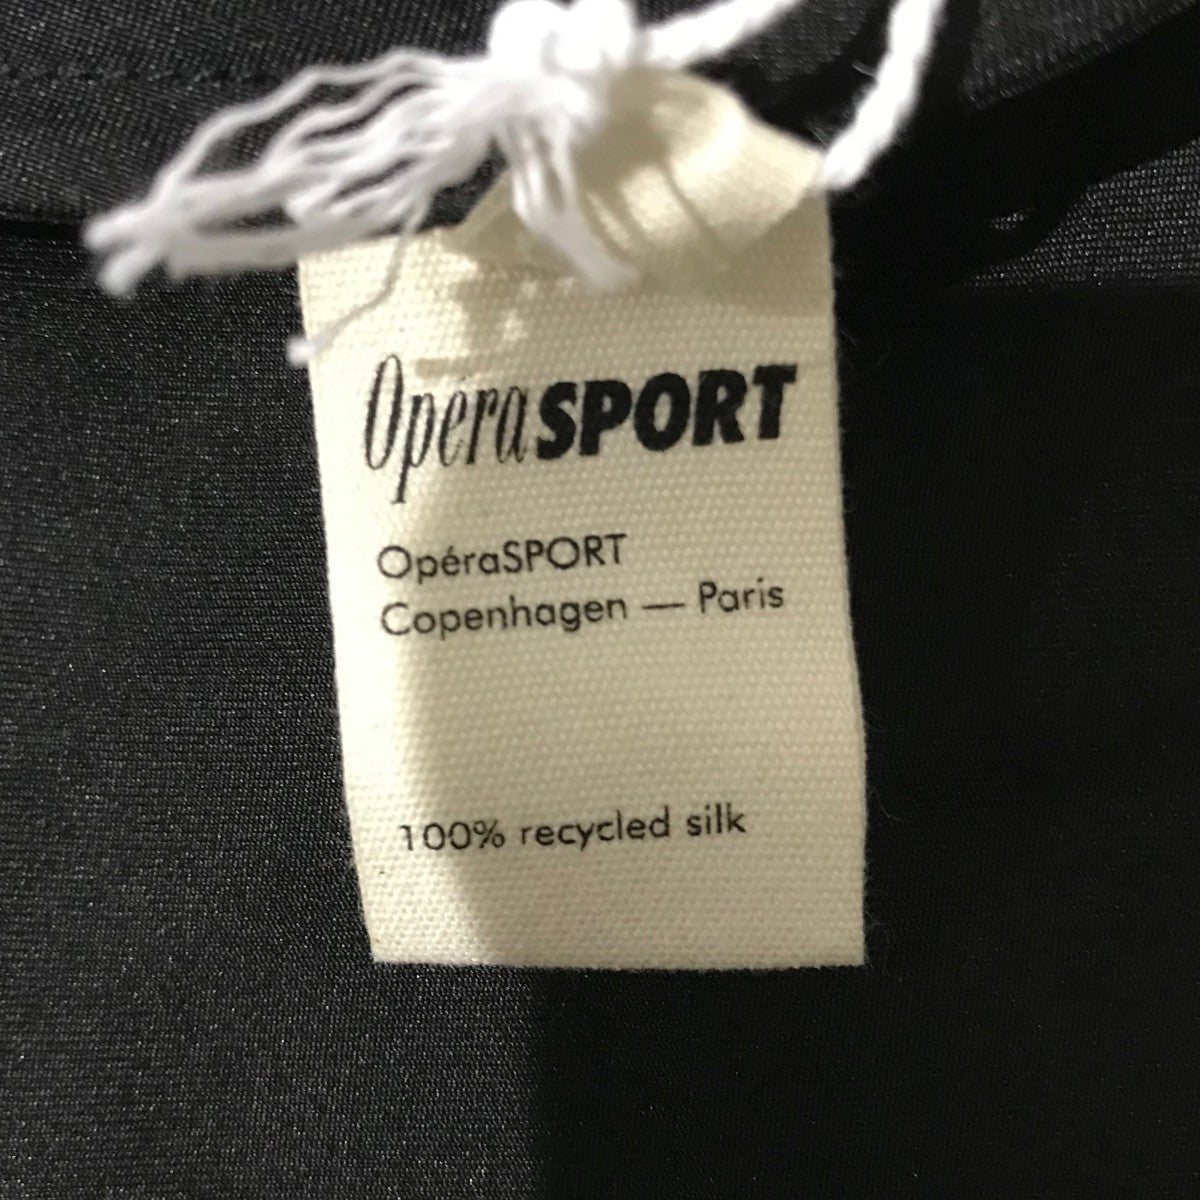 OpéraSPORT
OpéraSPORT
Copenhagen — Paris
100% recycled silk